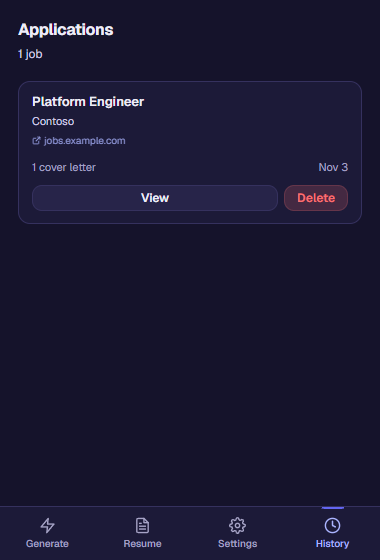 Applications
1 job
Platform Engineer
Contoso
jobs.example.com
1 cover letter Nov 3
View Delete
Generate Resume Settings History